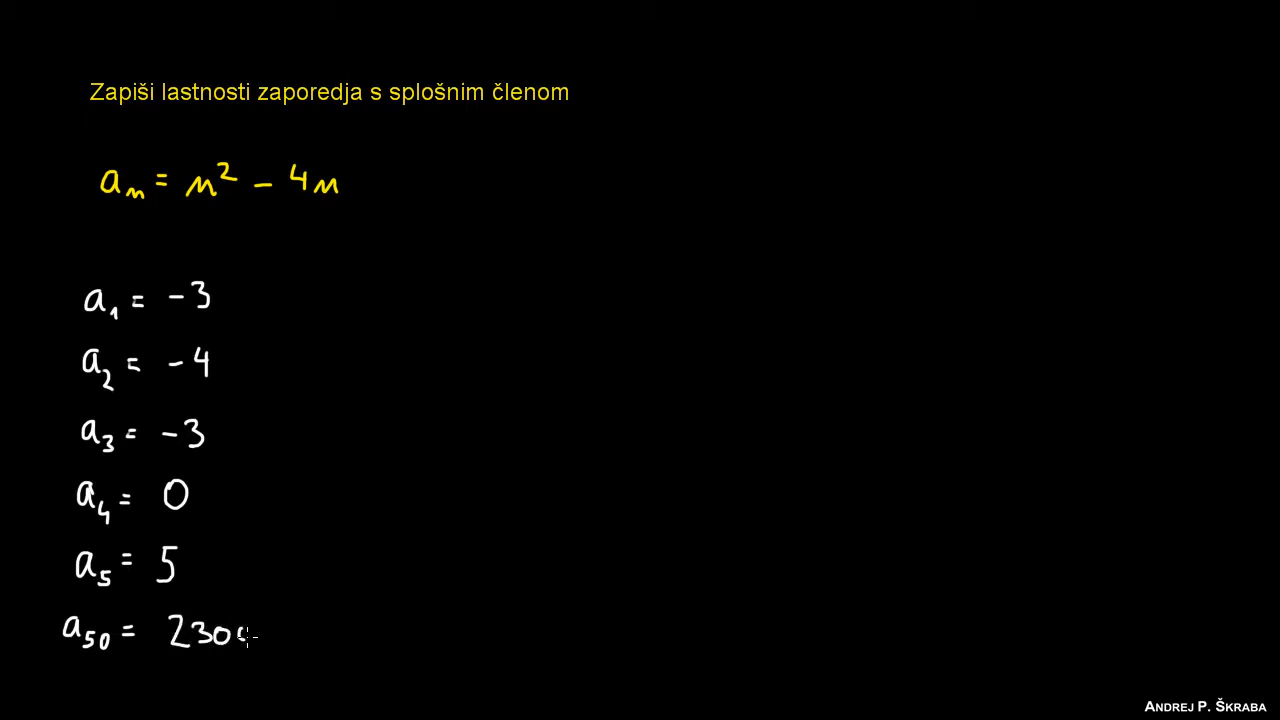 Zapiši lastnosti zaporedja s splošnim členom
aₙ = n² - 4n
a₁ = -3
a₂ = -4
a₃ = -3
a₄ = 0
a₅ = 5
a₅₀ = 230
ANDREJ P. ŠKRABA